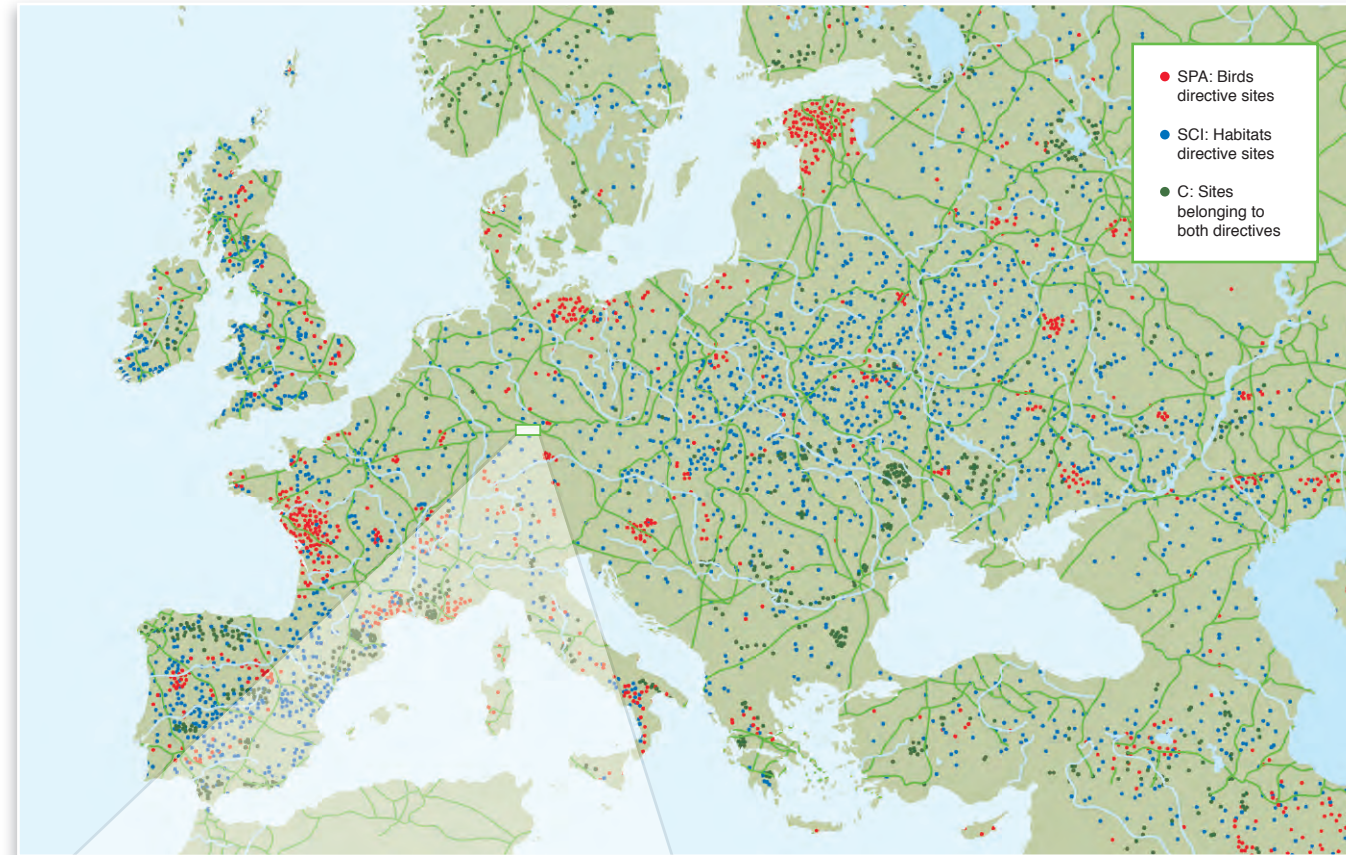 SPA: Birds
directive sites
SCI: Habitats
directive sites
C: Sites
belonging to
both directives